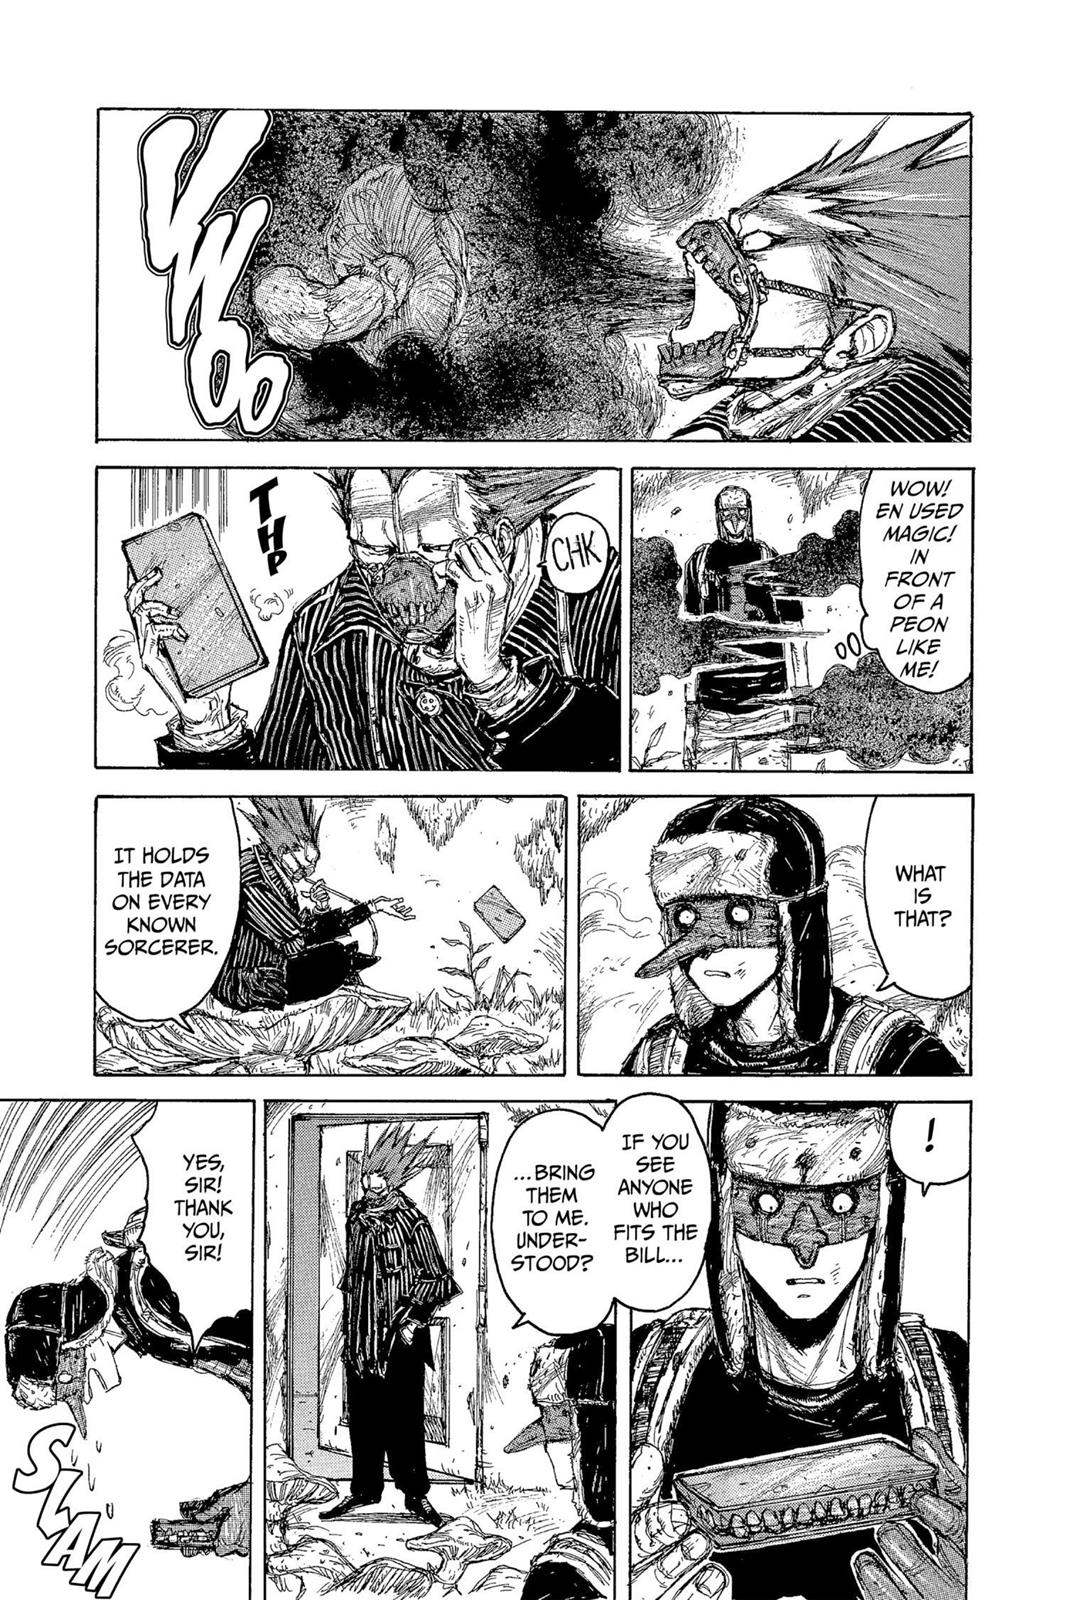 VWOO
WOW!
EN USED
MAGIC!
IN
FRONT
OF A
PEON
LIKE
ME!
OOO
CHK
THP
WHAT
IS
THAT?
IT HOLDS
THE DATA
ON EVERY
KNOWN
SORCERER.
!
IF YOU
SEE
ANYONE
WHO
FITS THE
BILL...
...BRING
THEM
TO ME.
UNDER-
STOOD?
YES,
SIR!
THANK
YOU,
SIR!
SLAM